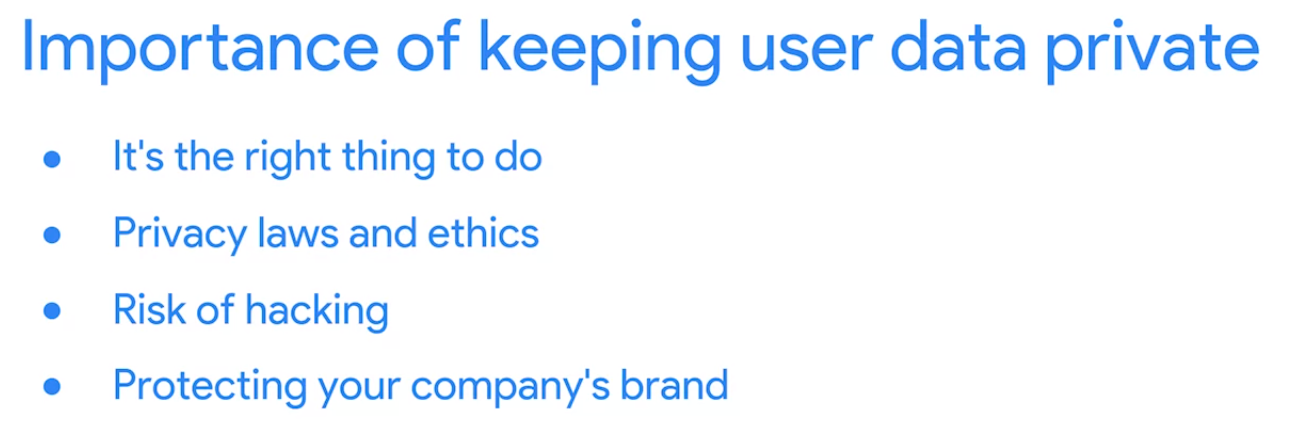 Importance of keeping user data private
● It's the right thing to do
● Privacy laws and ethics
● Risk of hacking
● Protecting your company's brand